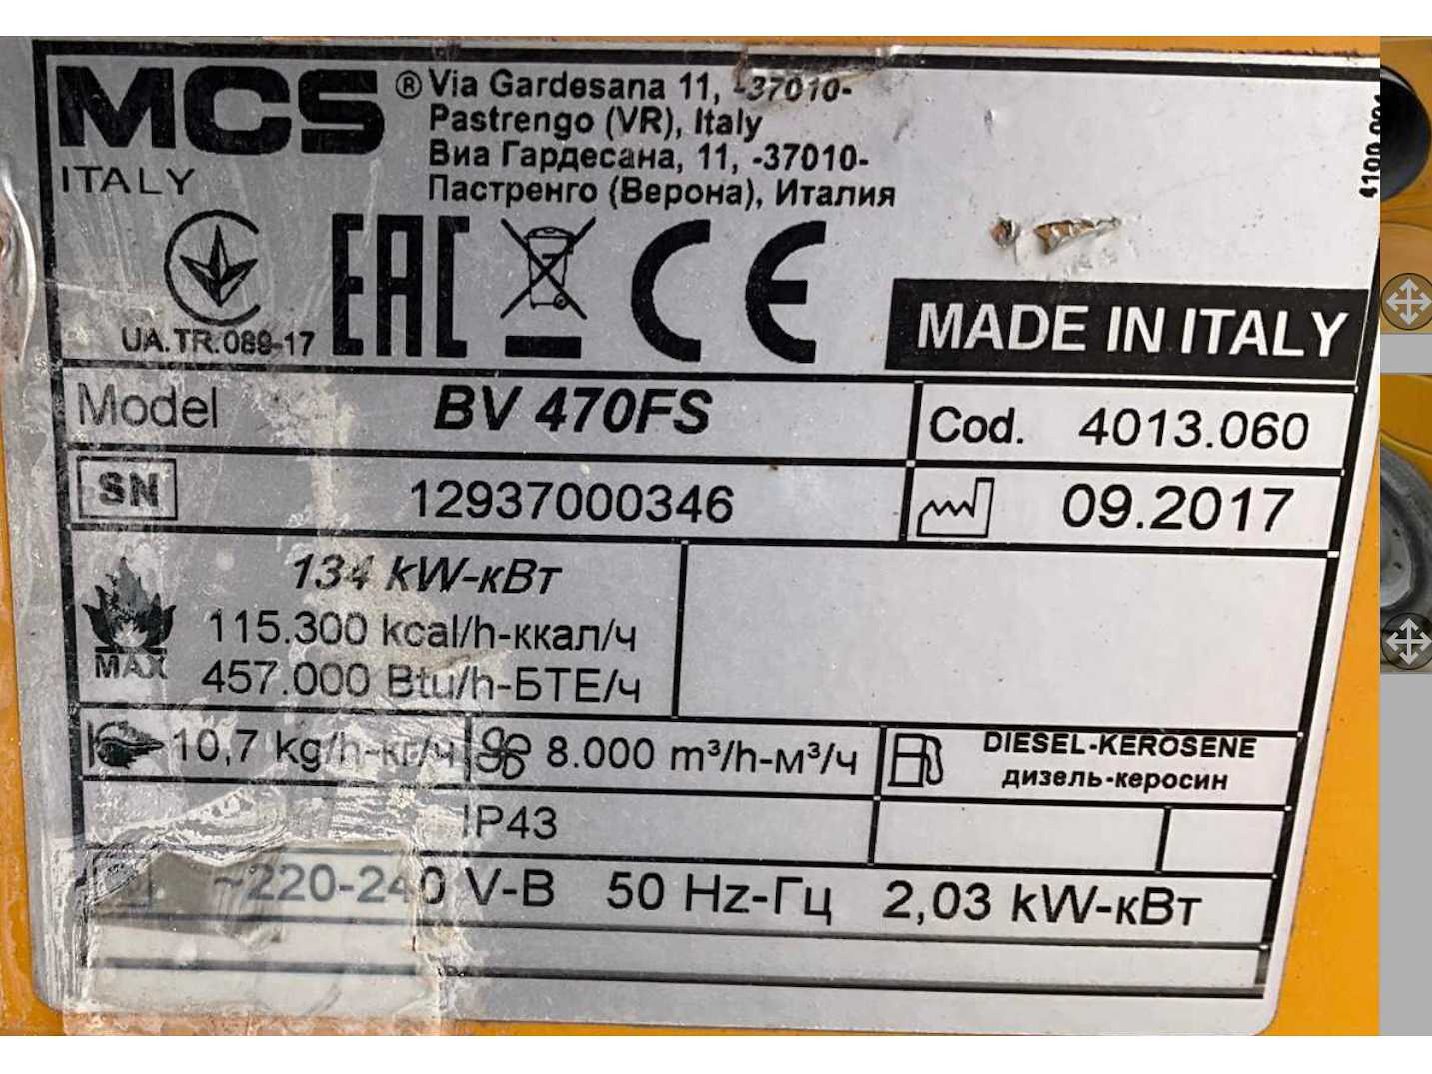 MCS ® Via Gardesana 11, -37010-
Pastrengo (VR), Italy
Виа Гардесана, 11, -37010-
ITALY Пастренго (Верона), Италия
UA.TR.089-17 EAC CE
MADE IN ITALY
Model BV 470FS Cod. 4013.060
SN 12937000346 09.2017
134 kW-кВт
115.300 kcal/h-ккал/ч
MAX 457.000 Btu/h-БТЕ/ч
10,7 kg/h-кг/ч 8.000 m³/h-м³/ч DIESEL-KEROSENE
дизель-керосин
IP43
~220-240 V-В 50 Hz-Гц 2,03 kW-кВт